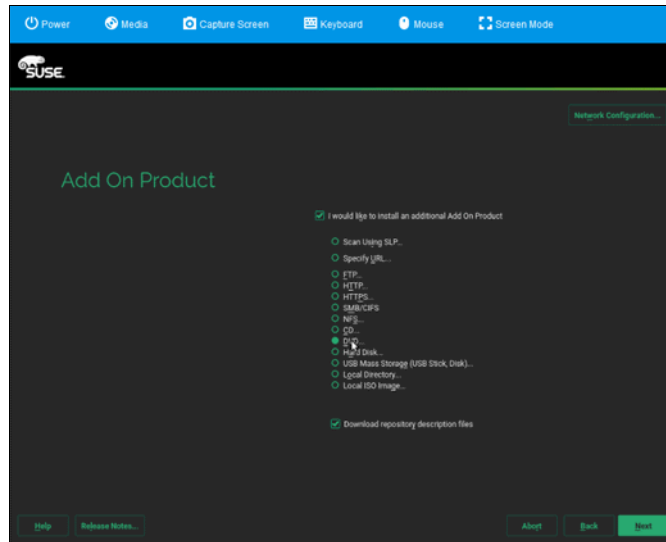 Power Media Capture Screen Keyboard Mouse Screen Mode
SUSE
Network Configuration...
Add On Product
I would like to install an additional Add On Product
Scan Using SLP...
Specify URL...
FTP...
HTTP...
HTTPS...
SMB/CIFS
NFS...
CD...
DVD...
Hard Disk...
USB Mass Storage (USB Stick, Disk)...
Local Directory...
Local ISO Image...
Download repository description files
Help Release Notes... Abort Back Next